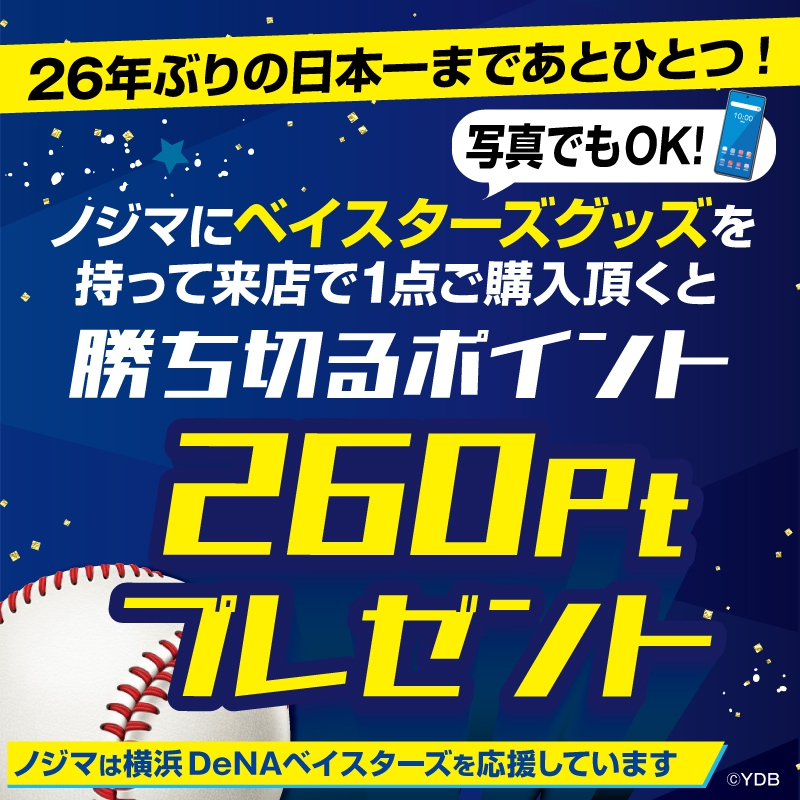 26年ぶりの日本一まであとひとつ！
写真でもOK!
10:00
ノジマにベイスターズグッズを
持って来店で1点ご購入頂くと
勝ち切るポイント
260Pt
プレゼント
ノジマは横浜DeNAベイスターズを応援しています
©YDB